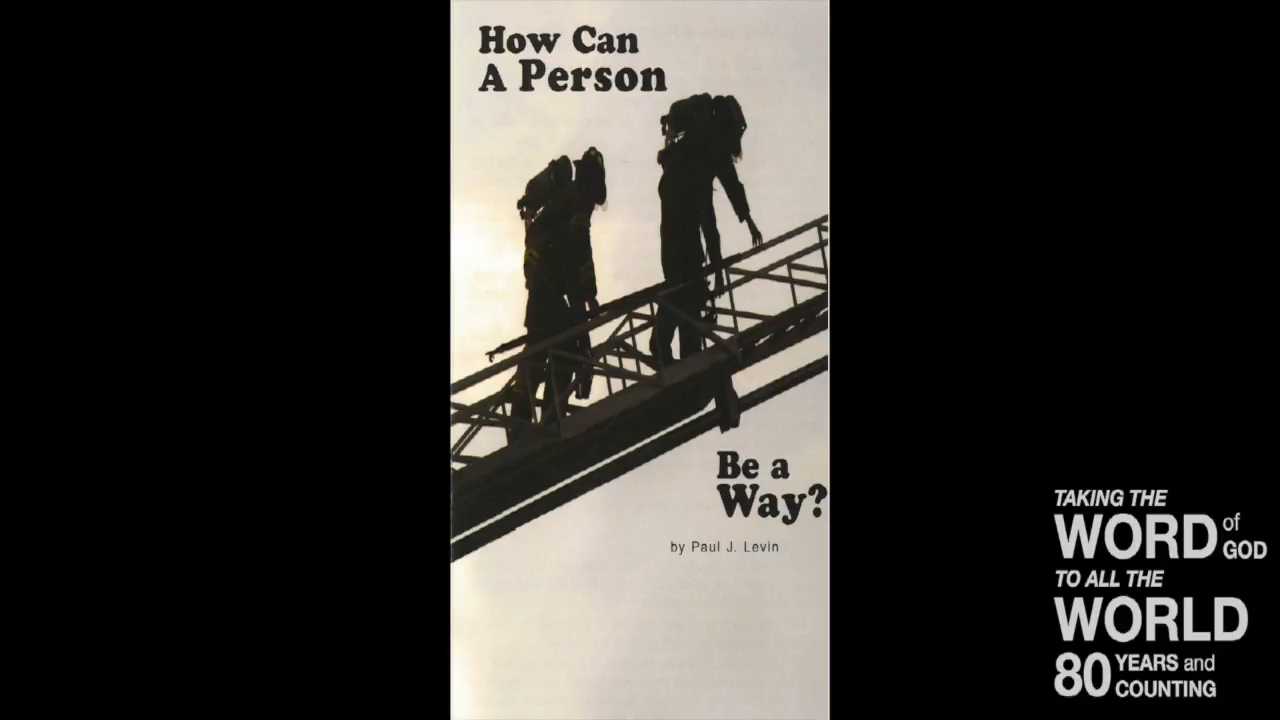 How Can
A Person
Be a
Way?
by Paul J. Levin
TAKING THE
WORD of GOD
TO ALL THE
WORLD
80 YEARS and COUNTING